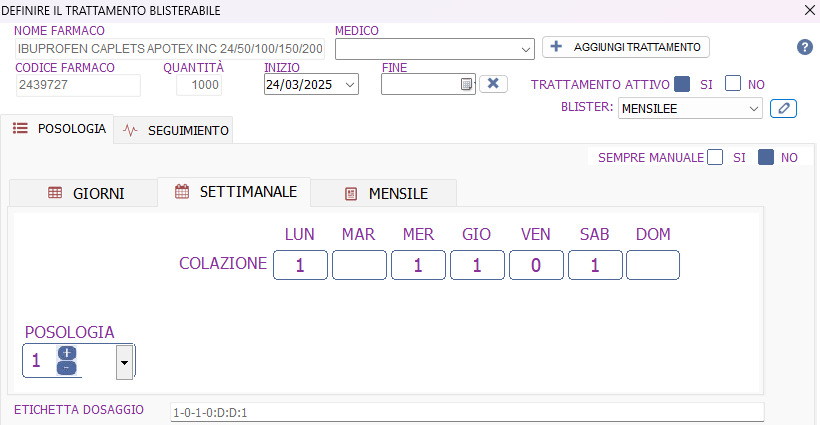 DEFINIRE IL TRATTAMENTO BLISTERABILE
NOME FARMACO MEDICO
IBUPROFEN CAPLETS APOTEX INC 24/50/100/150/200 AGGIUNGI TRATTAMENTO ?
CODICE FARMACO QUANTITÀ INIZIO FINE
2439727 1000 24/03/2025 TRATTAMENTO ATTIVO SI NO
BLISTER: MENSILEE
POSOLOGIA SEGUIMIENTO
SEMPRE MANUALE SI NO
GIORNI SETTIMANALE MENSILE
LUN MAR MER GIO VEN SAB DOM
COLAZIONE 1 1 1 0 1
POSOLOGIA
1
ETICHETTA DOSAGGIO 1-0-1-0:D:D:1